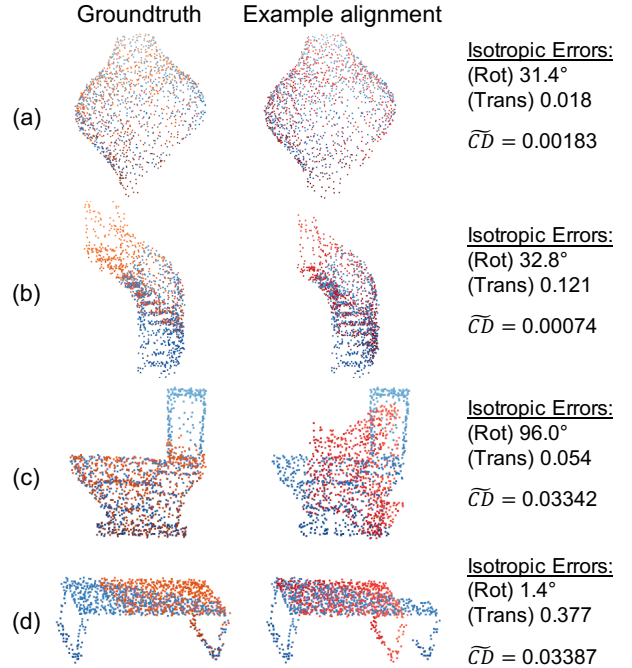 Groundtruth Example alignment
(a)
Isotropic Errors:
(Rot) 31.4°
(Trans) 0.018
C͠D = 0.00183
(b)
Isotropic Errors:
(Rot) 32.8°
(Trans) 0.121
C͠D = 0.00074
(c)
Isotropic Errors:
(Rot) 96.0°
(Trans) 0.054
C͠D = 0.03342
(d)
Isotropic Errors:
(Rot) 1.4°
(Trans) 0.377
C͠D = 0.03387